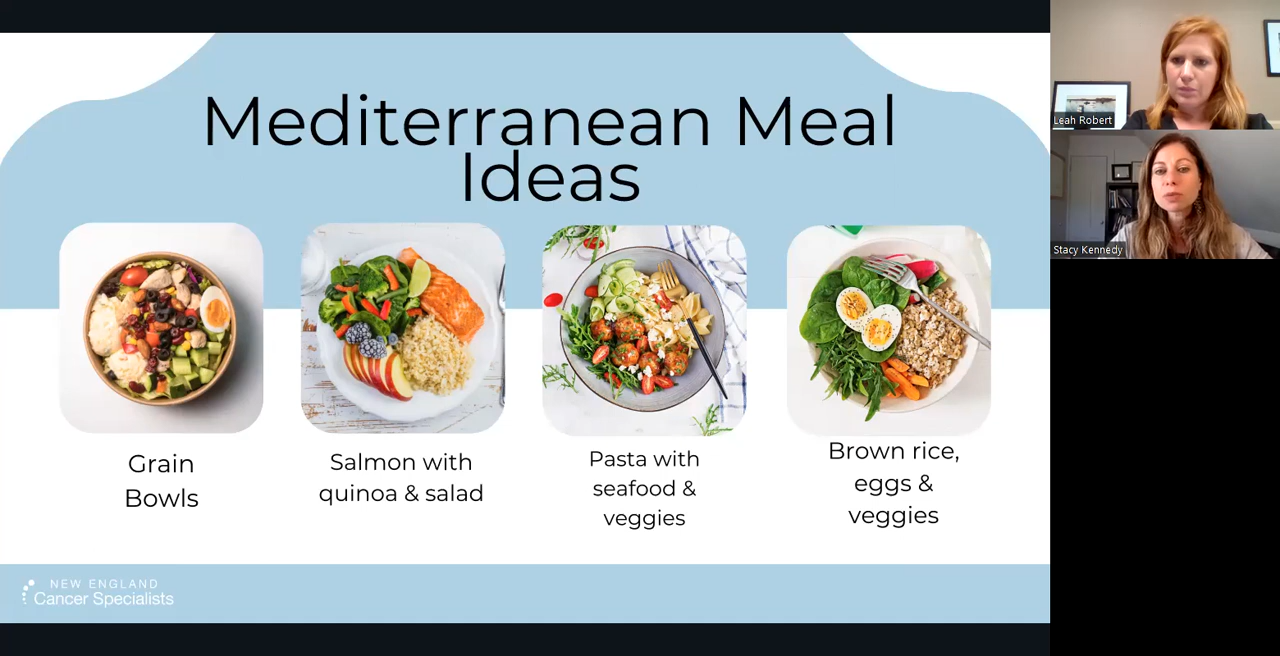 Mediterranean Meal
Ideas
Grain
Bowls
Salmon with
quinoa & salad
Pasta with
seafood &
veggies
Brown rice,
eggs &
veggies
NEW ENGLAND
Cancer Specialists
Leah Robert
Stacy Kennedy